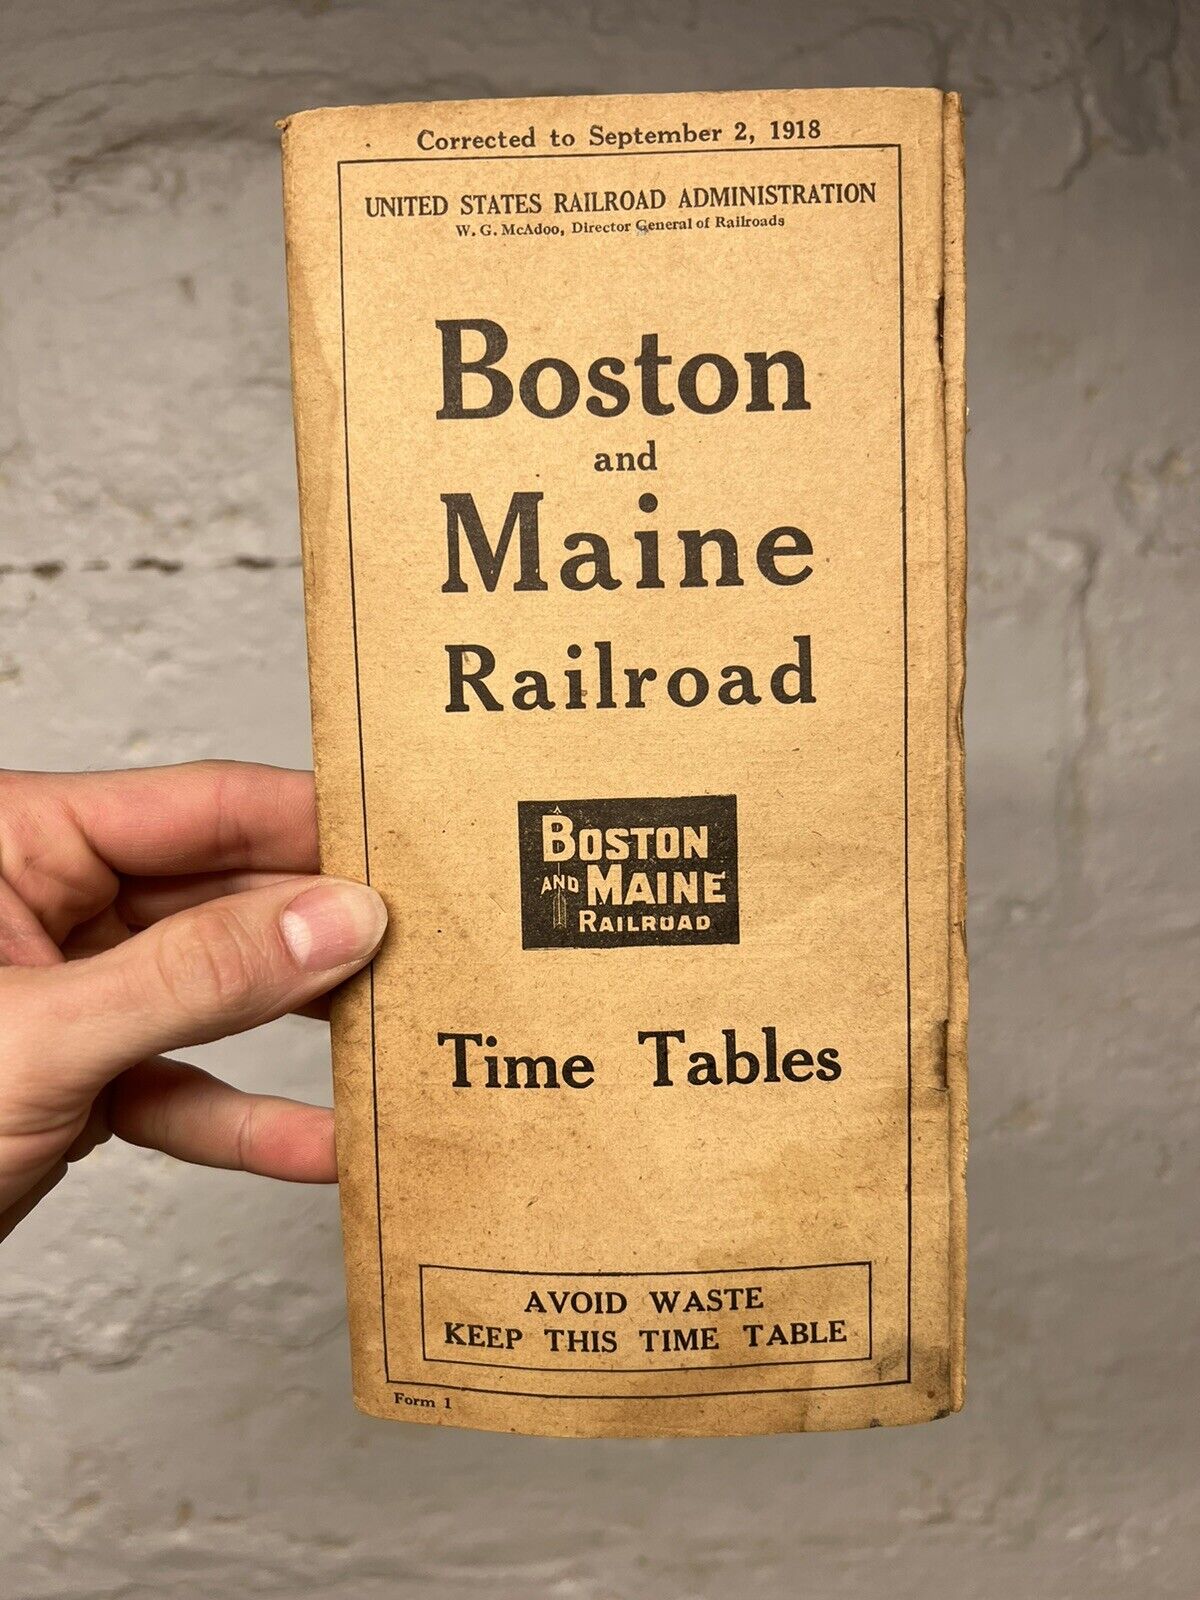 Corrected to September 2, 1918
UNITED STATES RAILROAD ADMINISTRATION
W. G. McAdoo, Director General of Railroads
Boston
and
Maine
Railroad
BOSTON
AND MAINE
RAILROAD
Time Tables
AVOID WASTE
KEEP THIS TIME TABLE
Form 1